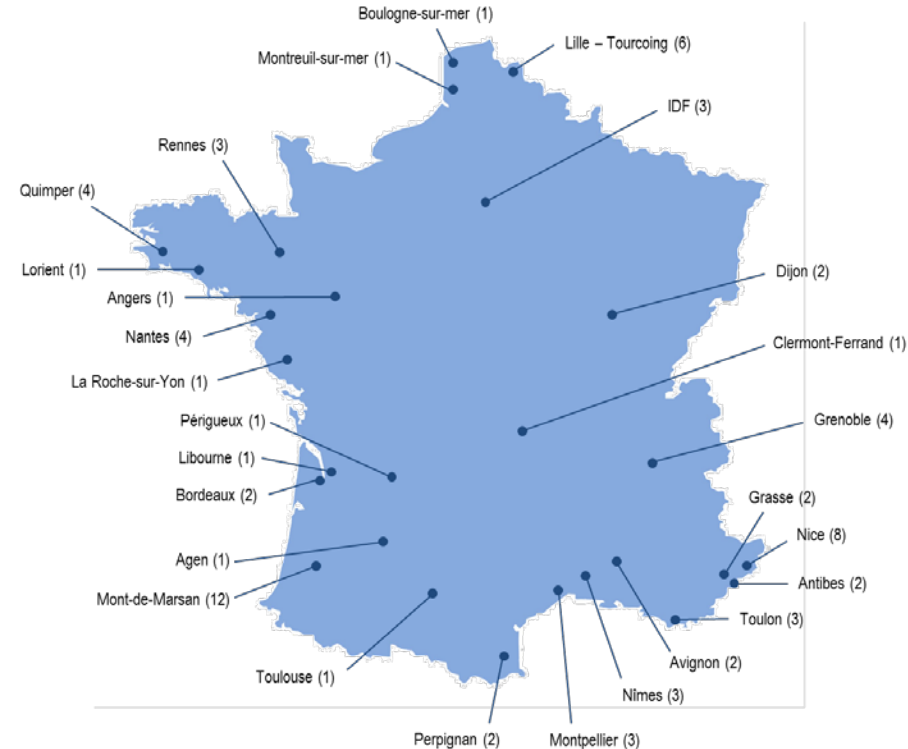 Boulogne-sur-mer (1)
Lille – Tourcoing (6)
Montreuil-sur-mer (1)
IDF (3)
Rennes (3)
Quimper (4)
Lorient (1)
Dijon (2)
Angers (1)
Nantes (4)
Clermont-Ferrand (1)
La Roche-sur-Yon (1)
Périgueux (1)
Grenoble (4)
Libourne (1)
Bordeaux (2)
Grasse (2)
Nice (8)
Agen (1)
Antibes (2)
Mont-de-Marsan (12)
Toulon (3)
Avignon (2)
Toulouse (1)
Nîmes (3)
Perpignan (2)
Montpellier (3)